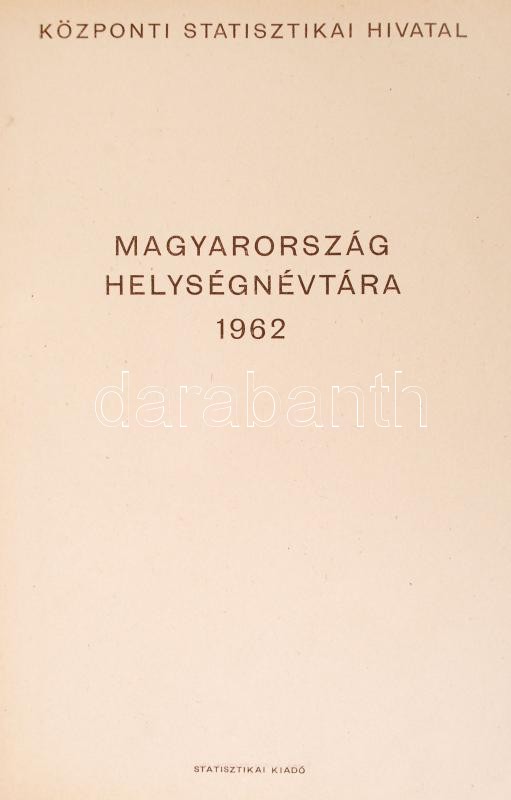 KÖZPONTI STATISZTIKAI HIVATAL
MAGYARORSZÁG
HELYSÉGNÉVTÁRA
1962
darabanth
STATISZTIKAI KIADÓ